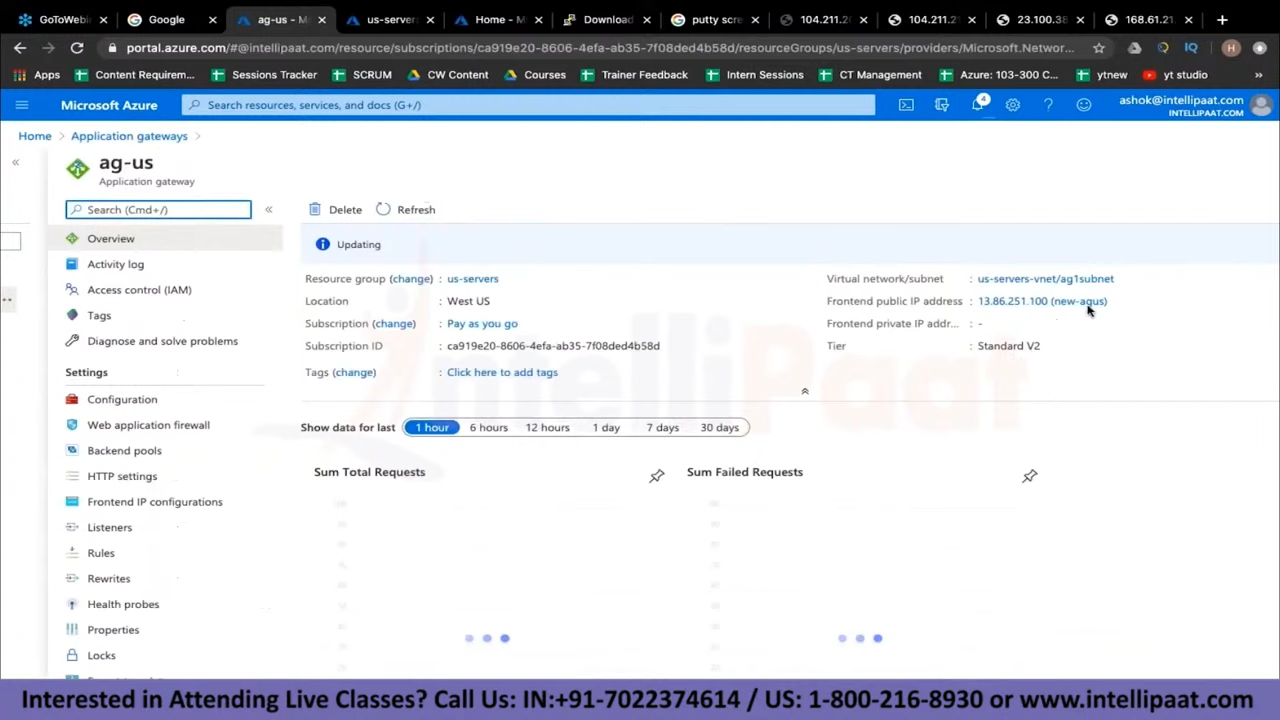 GoToWebin
Google
ag-us - M
us-servers
Home - Mi
Download
putty scre
104.211.20
104.211.21
23.100.38
168.61.21
portal.azure.com/#@intellipaat.com/resource/subscriptions/ca919e20-8606-4efa-ab35-7f08ded4b58d/resourceGroups/us-servers/providers/Microsoft.Networ...
H
Apps
Content Requirem...
Sessions Tracker
SCRUM
CW Content
Courses
Trainer Feedback
Intern Sessions
CT Management
Azure: 103-300 C...
ytnew
yt studio
»
Microsoft Azure
Search resources, services, and docs (G+/)
4
ashok@intellipaat.com
INTELLIPAAT.COM
Home > Application gateways >
ag-us
Application gateway
Search (Cmd+/)
Delete
Refresh
Overview
Activity log
Access control (IAM)
Tags
Diagnose and solve problems
Settings
Configuration
Web application firewall
Backend pools
HTTP settings
Frontend IP configurations
Listeners
Rules
Rewrites
Health probes
Properties
Locks
Updating
Resource group (change) : us-servers
Location : West US
Subscription (change) : Pay as you go
Subscription ID : ca919e20-8606-4efa-ab35-7f08ded4b58d
Tags (change) : Click here to add tags
Virtual network/subnet : us-servers-vnet/ag1subnet
Frontend public IP address : 13.86.251.100 (new-agus)
Frontend private IP addr... : -
Tier : Standard V2
Show data for last
1 hour
6 hours
12 hours
1 day
7 days
30 days
Sum Total Requests
Sum Failed Requests
intelliPaat
Interested in Attending Live Classes? Call Us: IN:+91-7022374614 / US: 1-800-216-8930 or www.intellipaat.com